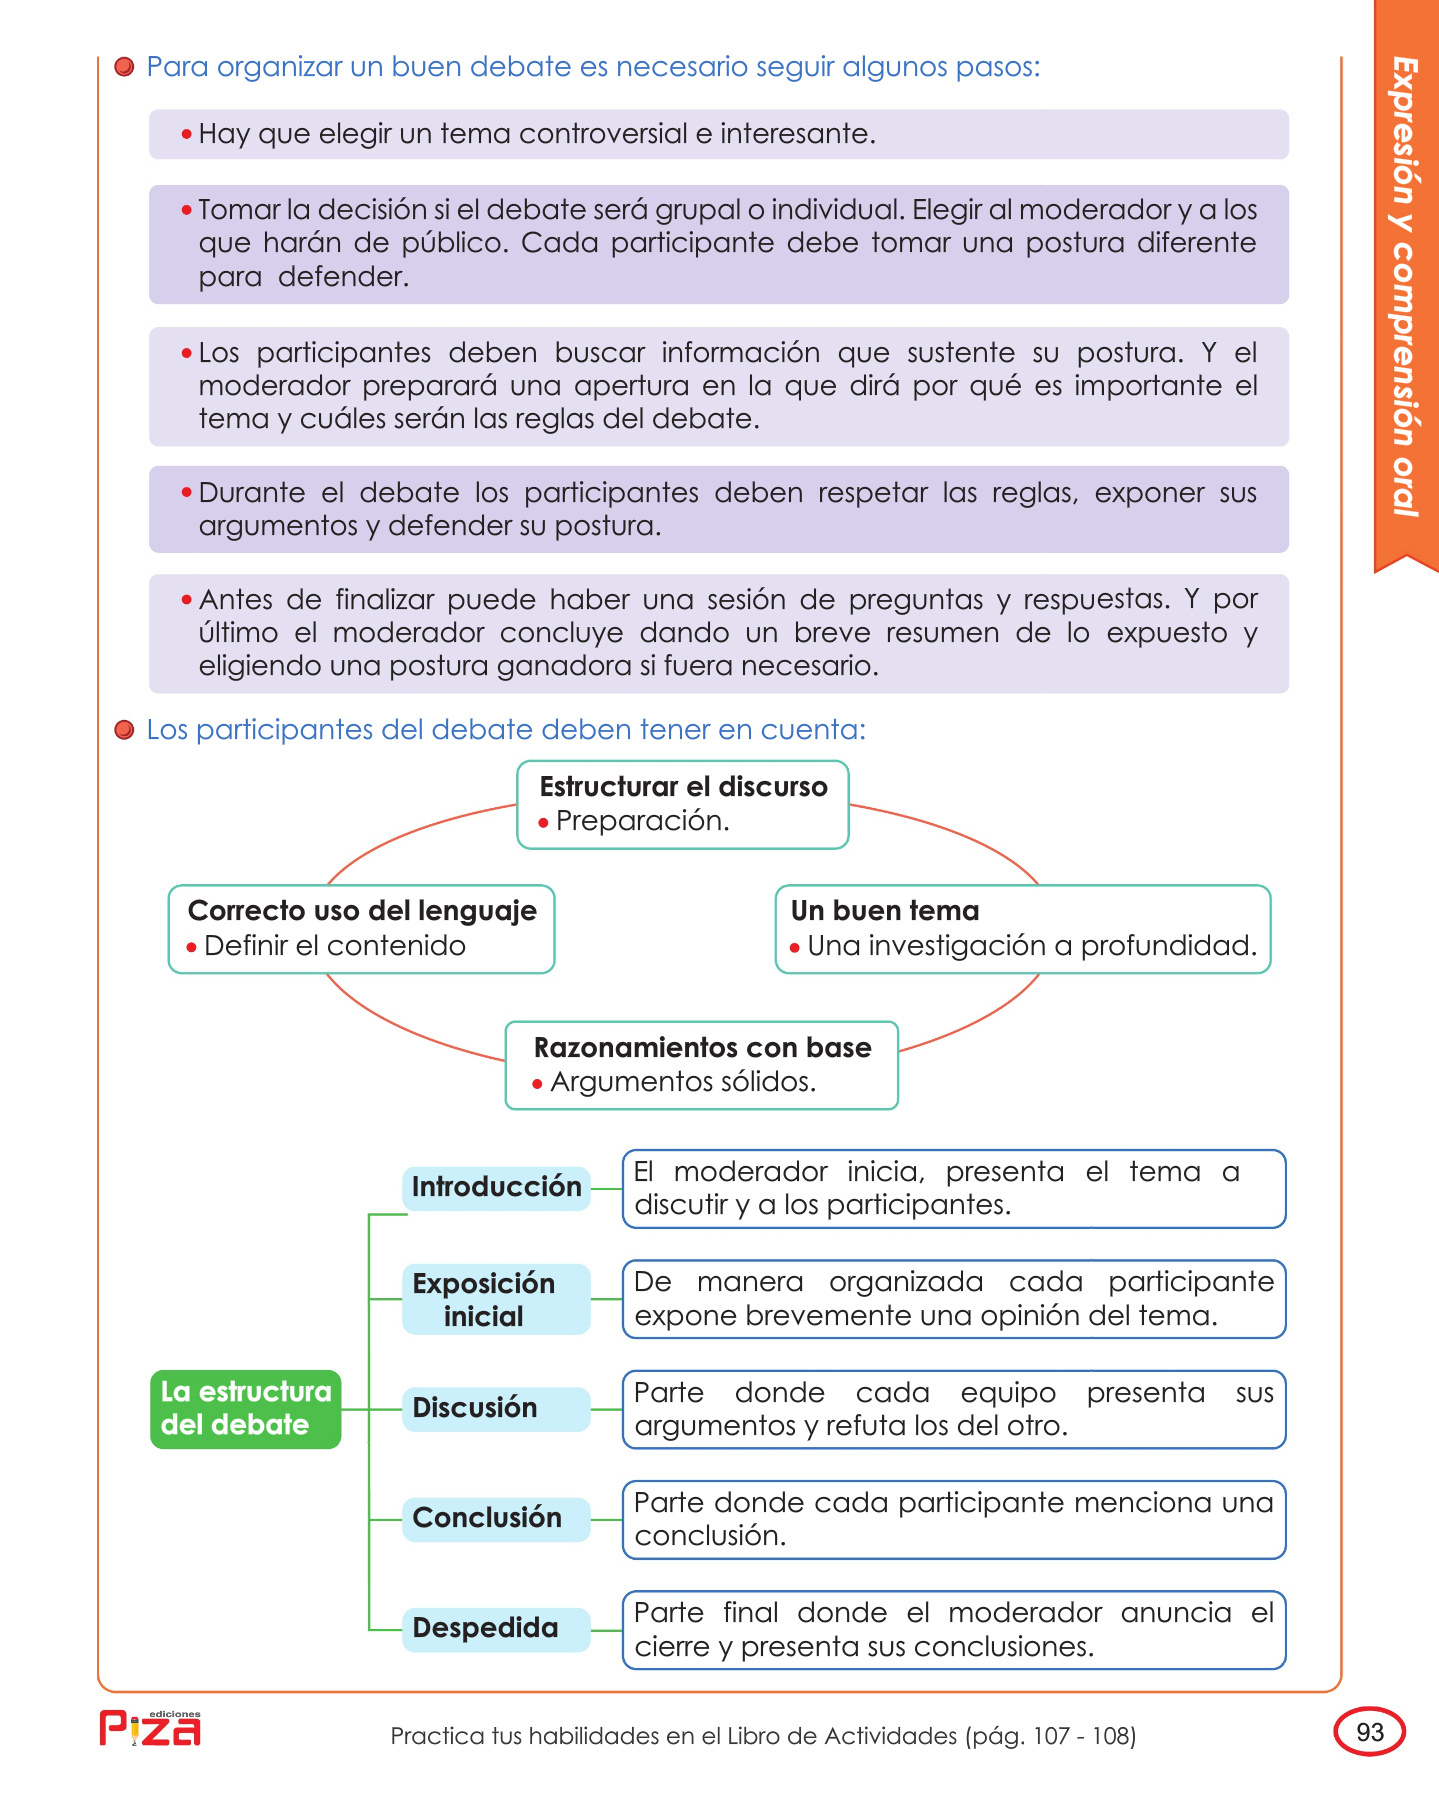 Expresión y comprensión oral
Para organizar un buen debate es necesario seguir algunos pasos:
• Hay que elegir un tema controversial e interesante.
• Tomar la decisión si el debate será grupal o individual. Elegir al moderador y a los
que harán de público. Cada participante debe tomar una postura diferente
para defender.
• Los participantes deben buscar información que sustente su postura. Y el
moderador preparará una apertura en la que dirá por qué es importante el
tema y cuáles serán las reglas del debate.
• Durante el debate los participantes deben respetar las reglas, exponer sus
argumentos y defender su postura.
• Antes de finalizar puede haber una sesión de preguntas y respuestas. Y por
último el moderador concluye dando un breve resumen de lo expuesto y
eligiendo una postura ganadora si fuera necesario.
Los participantes del debate deben tener en cuenta:
Estructurar el discurso
• Preparación.
Correcto uso del lenguaje
• Definir el contenido
Un buen tema
• Una investigación a profundidad.
Razonamientos con base
• Argumentos sólidos.
La estructura
del debate
Introducción
El moderador inicia, presenta el tema a
discutir y a los participantes.
Exposición
inicial
De manera organizada cada participante
expone brevemente una opinión del tema.
Discusión
Parte donde cada equipo presenta sus
argumentos y refuta los del otro.
Conclusión
Parte donde cada participante menciona una
conclusión.
Despedida
Parte final donde el moderador anuncia el
cierre y presenta sus conclusiones.
ediciones
Piza
Practica tus habilidades en el Libro de Actividades (pág. 107 - 108)
93